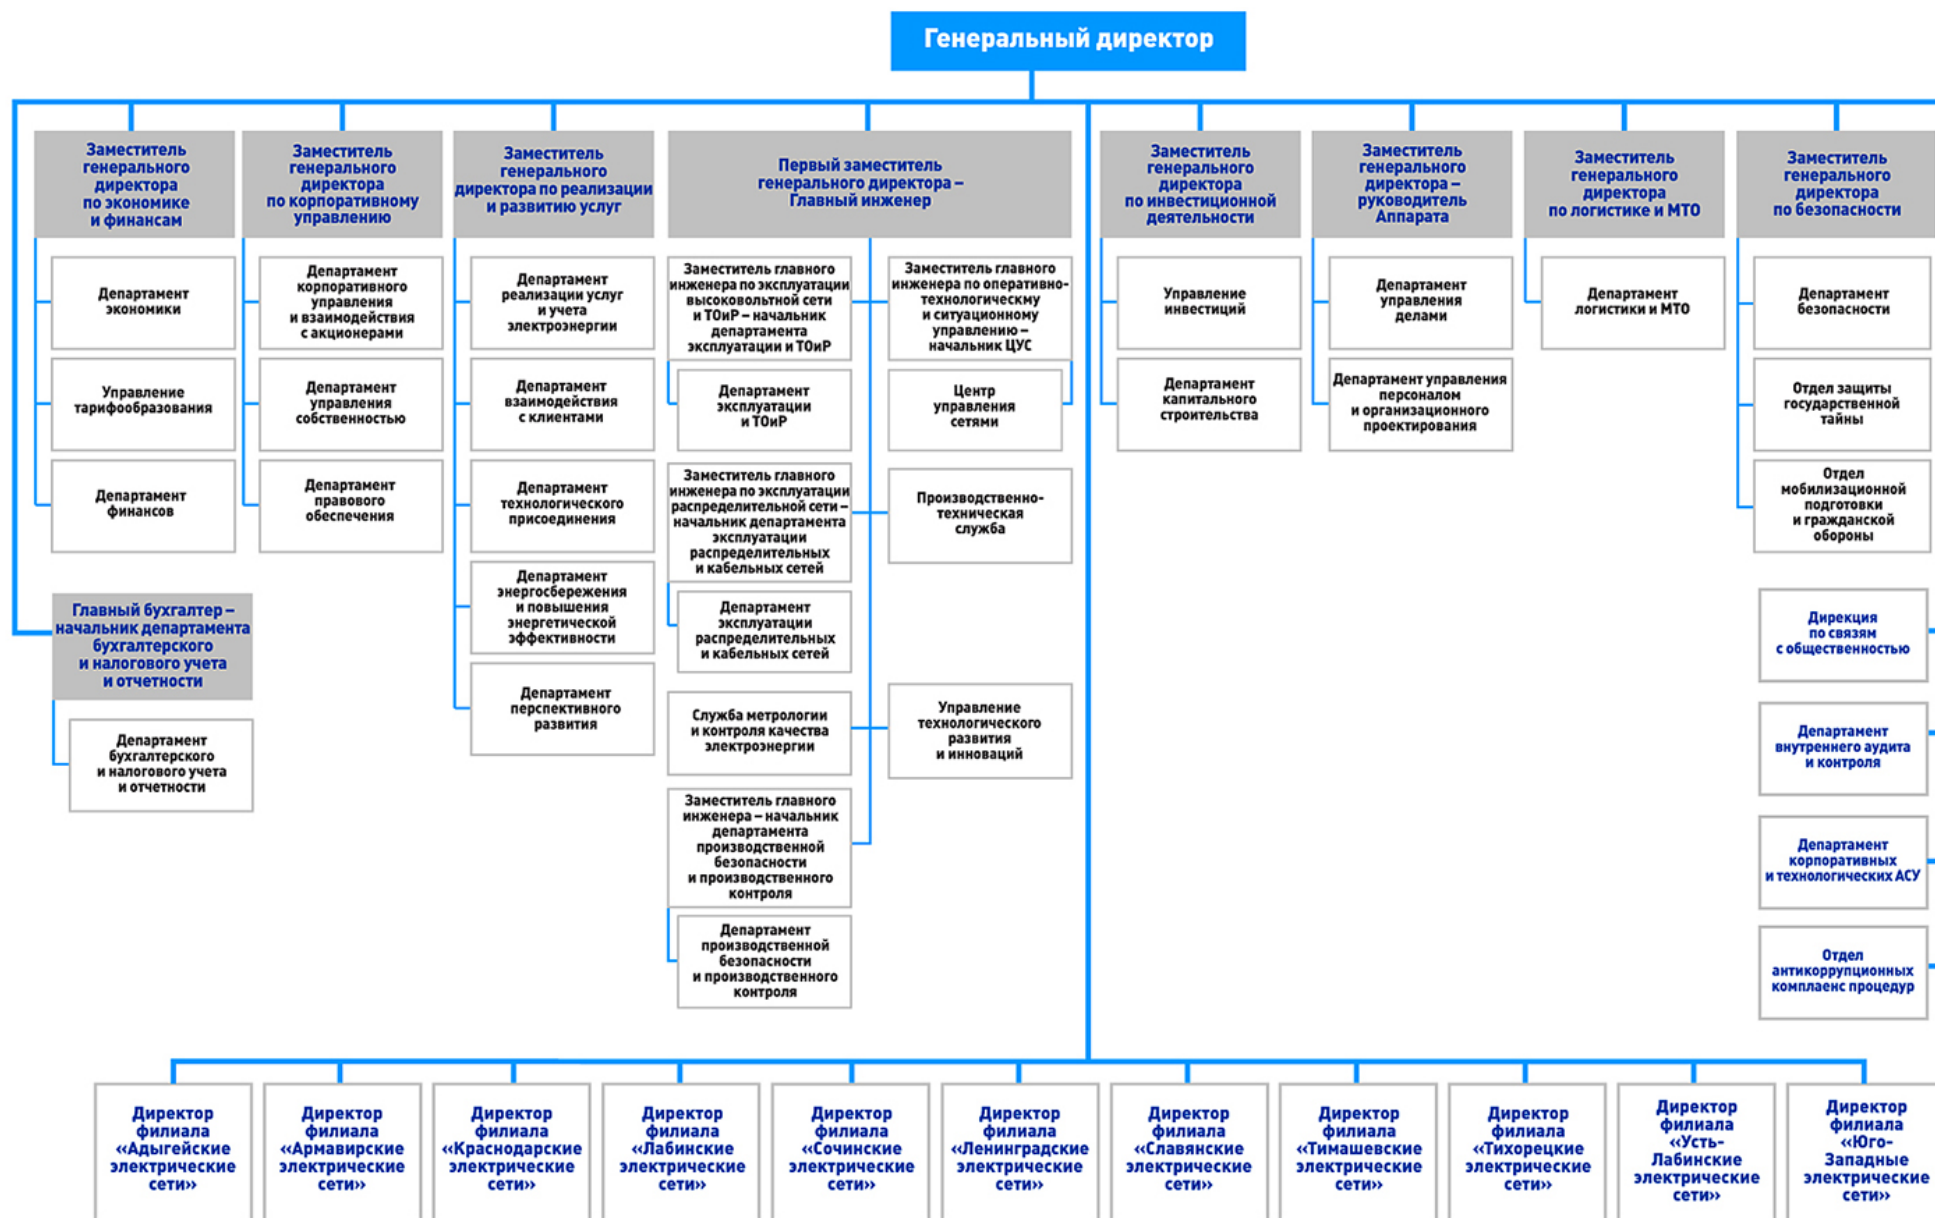 Генеральный директор
Заместитель
генерального
директора
по экономике
и финансам
Заместитель
генерального
директора
по корпоративному
управлению
Заместитель
генерального
директора по реализации
и развитию услуг
Первый заместитель
генерального директора –
Главный инженер
Заместитель
генерального
директора
по инвестиционной
деятельности
Заместитель
генерального
директора –
руководитель
Аппарата
Заместитель
генерального
директора
по логистике и МТО
Заместитель
генерального
директора
по безопасности
Департамент
экономики
Управление
тарифообразования
Департамент
финансов
Главный бухгалтер –
начальник департамента
бухгалтерского
и налогового учета
и отчетности
Департамент
бухгалтерского
и налогового учета
и отчетности
Департамент
корпоративного
управления
и взаимодействия
с акционерами
Департамент
управления
собственностью
Департамент
правового
обеспечения
Департамент
реализации услуг
и учета
электроэнергии
Департамент
взаимодействия
с клиентами
Департамент
технологического
присоединения
Департамент
энергосбережения
и повышения
энергетической
эффективности
Департамент
перспективного
развития
Заместитель главного
инженера по эксплуатации
высоковольтной сети
и ТОиР – начальник
департамента
эксплуатации и ТОиР
Департамент
эксплуатации
и ТОиР
Заместитель главного
инженера по эксплуатации
распределительной сети –
начальник департамента
эксплуатации
распределительных
и кабельных сетей
Департамент
эксплуатации
распределительных
и кабельных сетей
Служба метрологии
и контроля качества
электроэнергии
Заместитель главного
инженера – начальник
департамента
производственной
безопасности
и производственного
контроля
Департамент
производственной
безопасности
и производственного
контроля
Заместитель главного
инженера по оперативно-
технологическму
и ситуационному
управлению –
начальник ЦУС
Центр
управления
сетями
Производственно-
техническая
служба
Управление
технологического
развития
и инноваций
Управление
инвестиций
Департамент
капитального
строительства
Департамент
управления
делами
Департамент управления
персоналом
и организационного
проектирования
Департамент
логистики и МТО
Департамент
безопасности
Отдел защиты
государственной
тайны
Отдел
мобилизационной
подготовки
и гражданской
обороны
Дирекция
по связям
с общественностью
Департамент
внутреннего аудита
и контроля
Департамент
корпоративных
и технологических АСУ
Отдел
антикоррупционных
комплаенс процедур
Директор
филиала
«Адыгейские
электрические
сети»
Директор
филиала
«Армавирские
электрические
сети»
Директор
филиала
«Краснодарские
электрические
сети»
Директор
филиала
«Лабинские
электрические
сети»
Директор
филиала
«Сочинские
электрические
сети»
Директор
филиала
«Ленинградские
электрические
сети»
Директор
филиала
«Славянские
электрические
сети»
Директор
филиала
«Тимашевские
электрические
сети»
Директор
филиала
«Тихорецкие
электрические
сети»
Директор
филиала
«Усть-
Лабинские
электрические
сети»
Директор
филиала
«Юго-
Западные
электрические
сети»